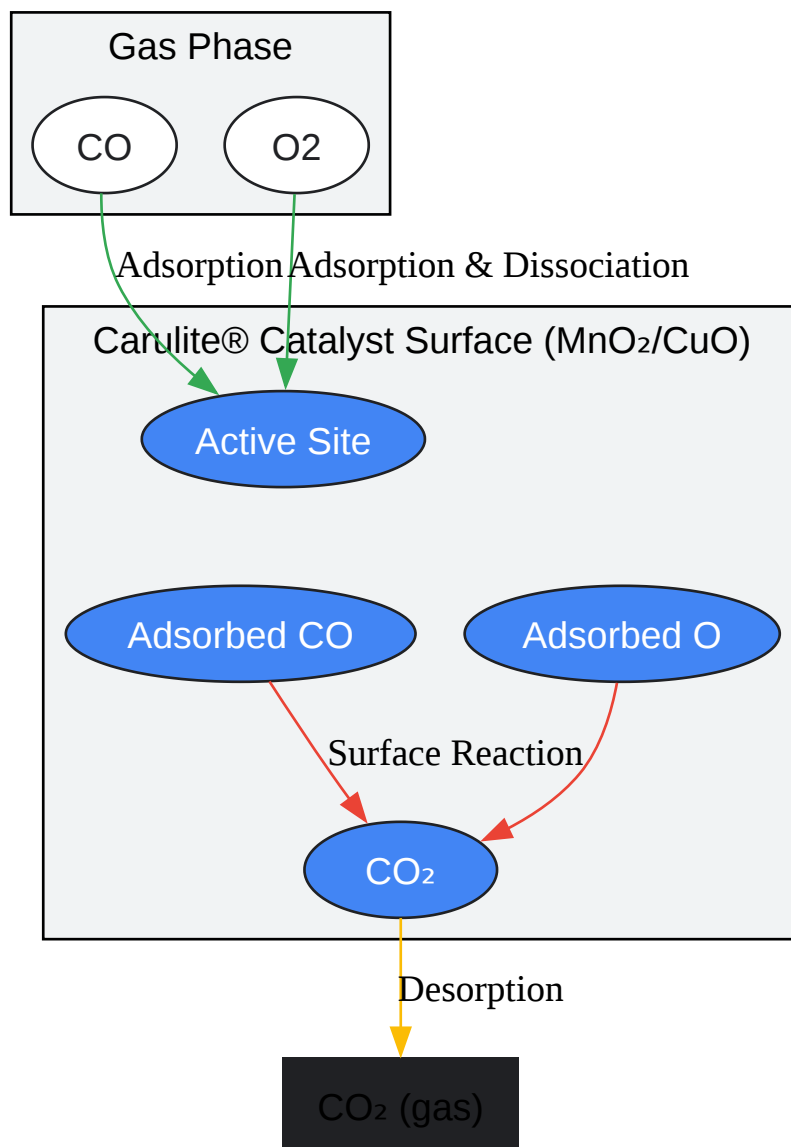 Gas Phase
CO
O2
Adsorption
Adsorption & Dissociation
Carulite® Catalyst Surface (MnO₂/CuO)
Active Site
Adsorbed CO
Adsorbed O
Surface Reaction
CO₂
Desorption
CO₂ (gas)